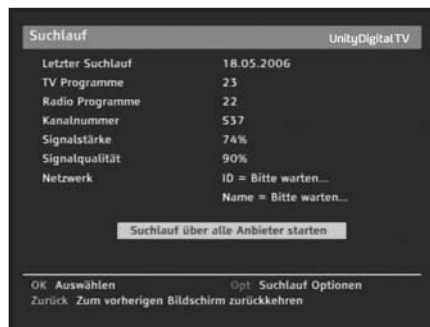 Suchlauf UnityDigitalTV
Letzter Suchlauf 18.05.2006
TV Programme 23
Radio Programme 22
Kanalnummer S37
Signalstärke 74%
Signalqualität 90%
Netzwerk ID = Bitte warten...
Name = Bitte warten...
Suchlauf über alle Anbieter starten
OK Auswählen Opt Suchlauf Optionen
Zurück Zum vorherigen Bildschirm zurückkehren